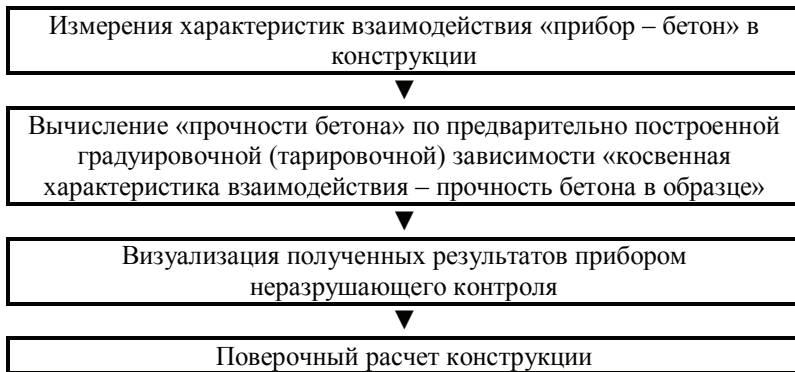 Измерения характеристик взаимодействия «прибор – бетон» в
конструкции
▼
Вычисление «прочности бетона» по предварительно построенной
градуировочной (тарировочной) зависимости «косвенная
характеристика взаимодействия – прочность бетона в образце»
▼
Визуализация полученных результатов прибором
неразрушающего контроля
▼
Поверочный расчет конструкции